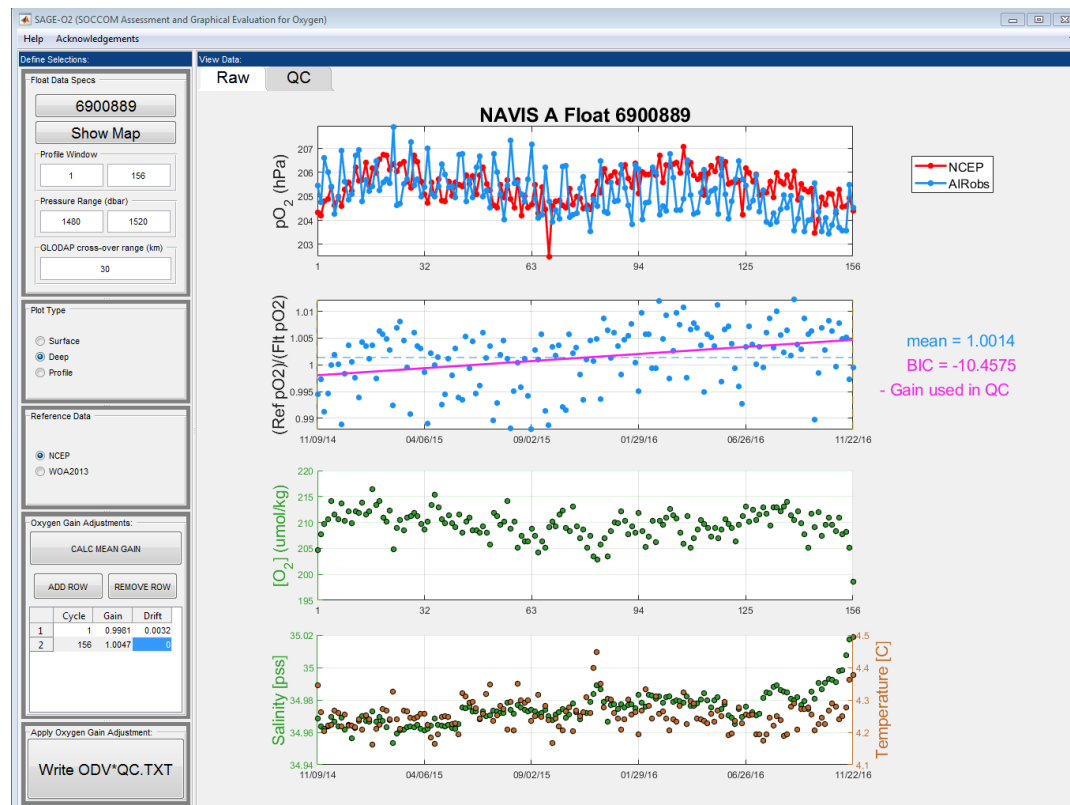 SAGE-O2 (SOCCOM Assessment and Graphical Evaluation for Oxygen)
Help Acknowledgements
Define Selections:
Float Data Specs
6900889
Show Map
Profile Window
1 156
Pressure Range (dbar)
1480 1520
GLODAP cross-over range (km)
30
Plot Type
Surface
Deep
Profile
Reference Data
NCEP
WOA2013
Oxygen Gain Adjustments:
CALC MEAN GAIN
ADD ROW REMOVE ROW
Cycle Gain Drift
1 1 0.9981 0.0032
2 156 1.0047 0
Apply Oxygen Gain Adjustment:
Write ODV*QC.TXT
View Data:
Raw QC
NAVIS A Float 6900889
pO2 (hPa)
207
206
205
204
203
1 32 63 94 125 156
NCEP
AIRobs
(Ref pO2)/(Flt pO2)
1.01
1.005
1
0.995
0.99
11/09/14 04/06/15 09/02/15 01/29/16 06/26/16 11/22/16
mean = 1.0014
BIC = -10.4575
- Gain used in QC
[O2] (umol/kg)
220
215
210
205
200
195
1 32 63 94 125 156
Salinity [pss]
35.02
35
34.98
34.96
34.94
11/09/14 04/06/15 09/02/15 01/29/16 06/26/16 11/22/16
4.5
4.4
4.3
4.2
4.1
Temperature [C]